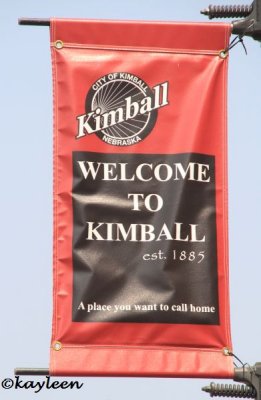 CITY OF KIMBALL
Kimball
NEBRASKA
WELCOME
TO
KIMBALL
est. 1885
A place you want to call home
©kayleen